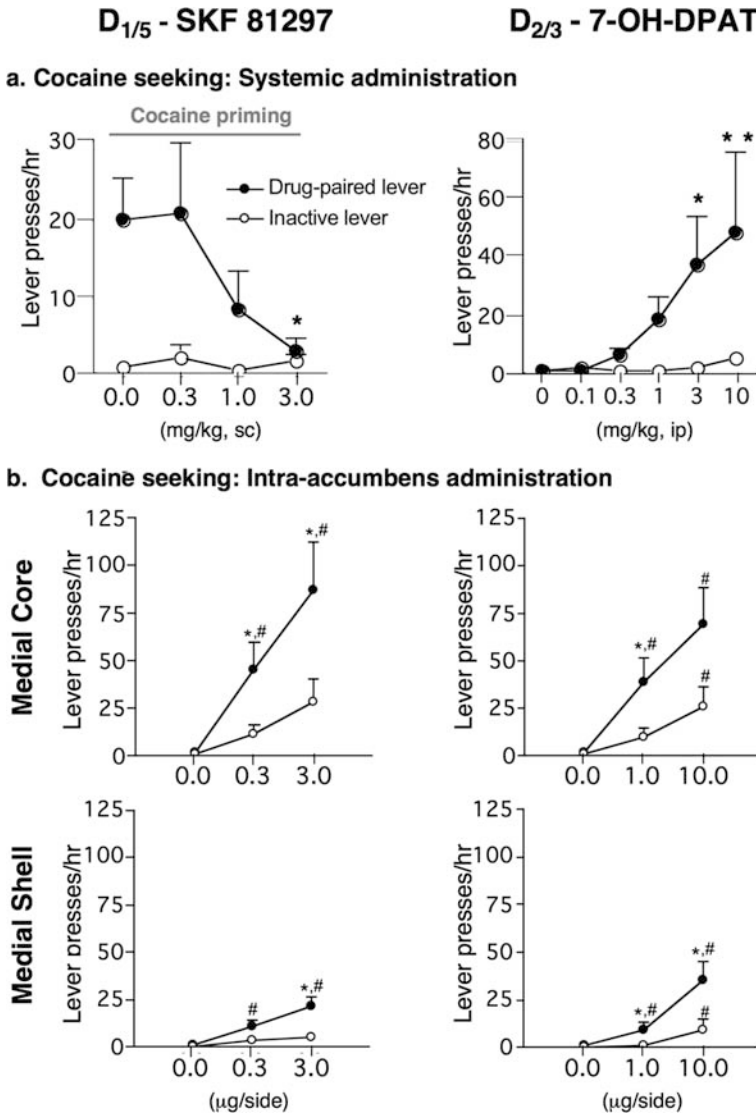 D1/5 - SKF 81297
D2/3 - 7-OH-DPAT
a. Cocaine seeking: Systemic administration
Cocaine priming
Lever presses/hr
30
20
10
0
Drug-paired lever
Inactive lever
*
0.0 0.3 1.0 3.0
(mg/kg, sc)
Lever presses/hr
80
60
40
20
0
*
* *
0 0.1 0.3 1 3 10
(mg/kg, ip)
b. Cocaine seeking: Intra-accumbens administration
Medial Core
Lever presses/hr
125
100
75
50
25
0
*,#
*,#
0.0 0.3 3.0
Lever presses/hr
125
100
75
50
25
0
*,#
#
#
0.0 1.0 10.0
Medial Shell
Lever presses/hr
125
100
75
50
25
0
#
*,#
0.0 0.3 3.0
(µg/side)
Lever presses/hr
125
100
75
50
25
0
*,#
*,#
#
0.0 1.0 10.0
(µg/side)